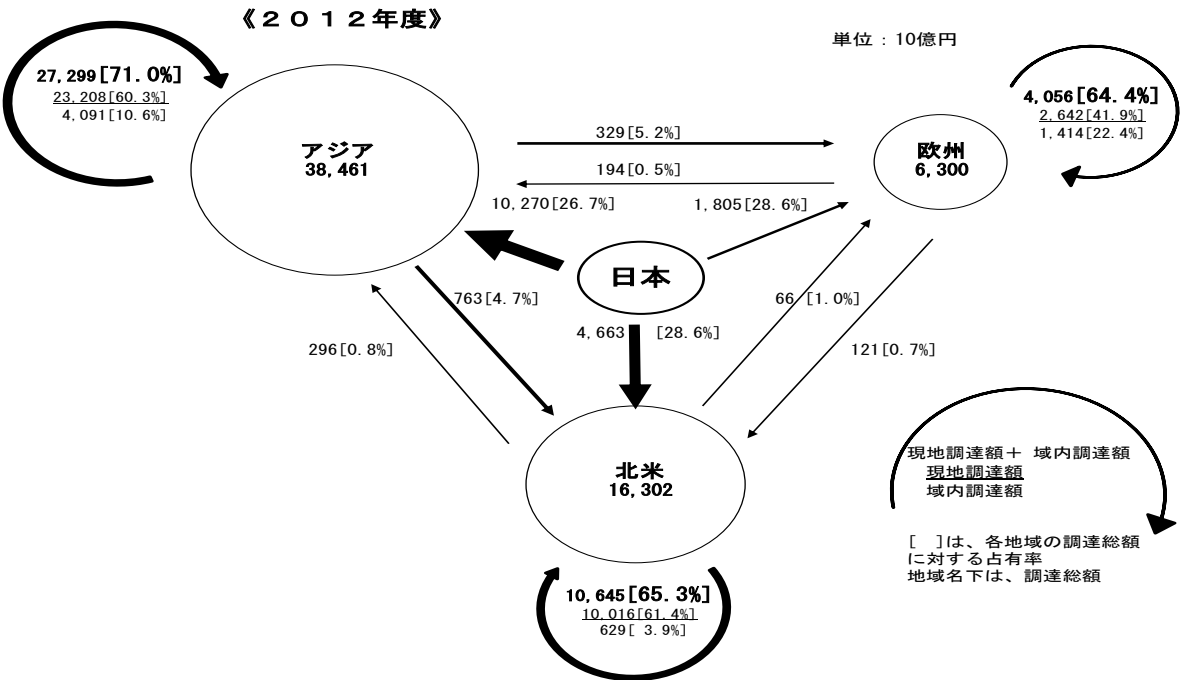 《２０１２年度》
単位：10億円
27,299[71.0%]
23,208[60.3%]
4,091[10.6%]
アジア
38,461
329[5.2%]
194[0.5%]
欧州
6,300
4,056[64.4%]
2,642[41.9%]
1,414[22.4%]
10,270[26.7%]
1,805[28.6%]
日本
763[4.7%]
66 [1.0%]
4,663 [28.6%]
296[0.8%]
121[0.7%]
北米
16,302
現地調達額＋ 域内調達額
現地調達額
域内調達額
[ ]は、各地域の調達総額
に対する占有率
地域名下は、調達総額
10,645[65.3%]
10,016[61.4%]
629[ 3.9%]